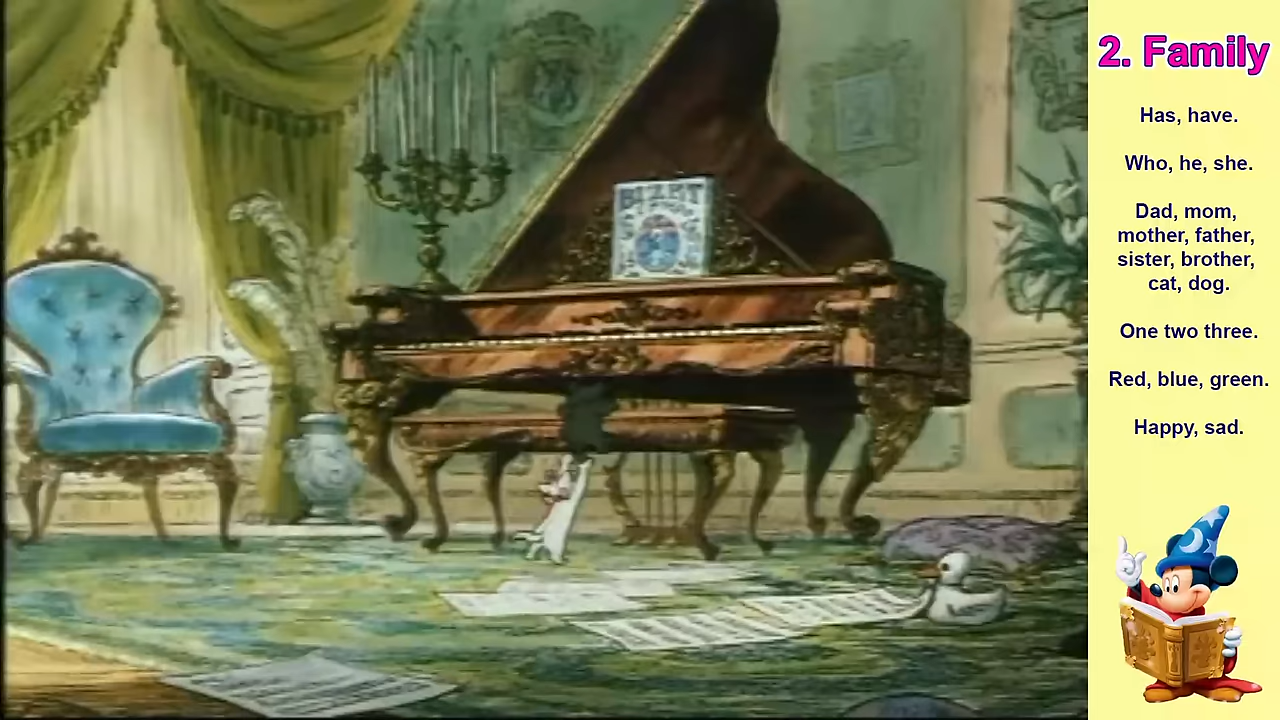 BIZET
2. Family
Has, have.
Who, he, she.
Dad, mom,
mother, father,
sister, brother,
cat, dog.
One two three.
Red, blue, green.
Happy, sad.